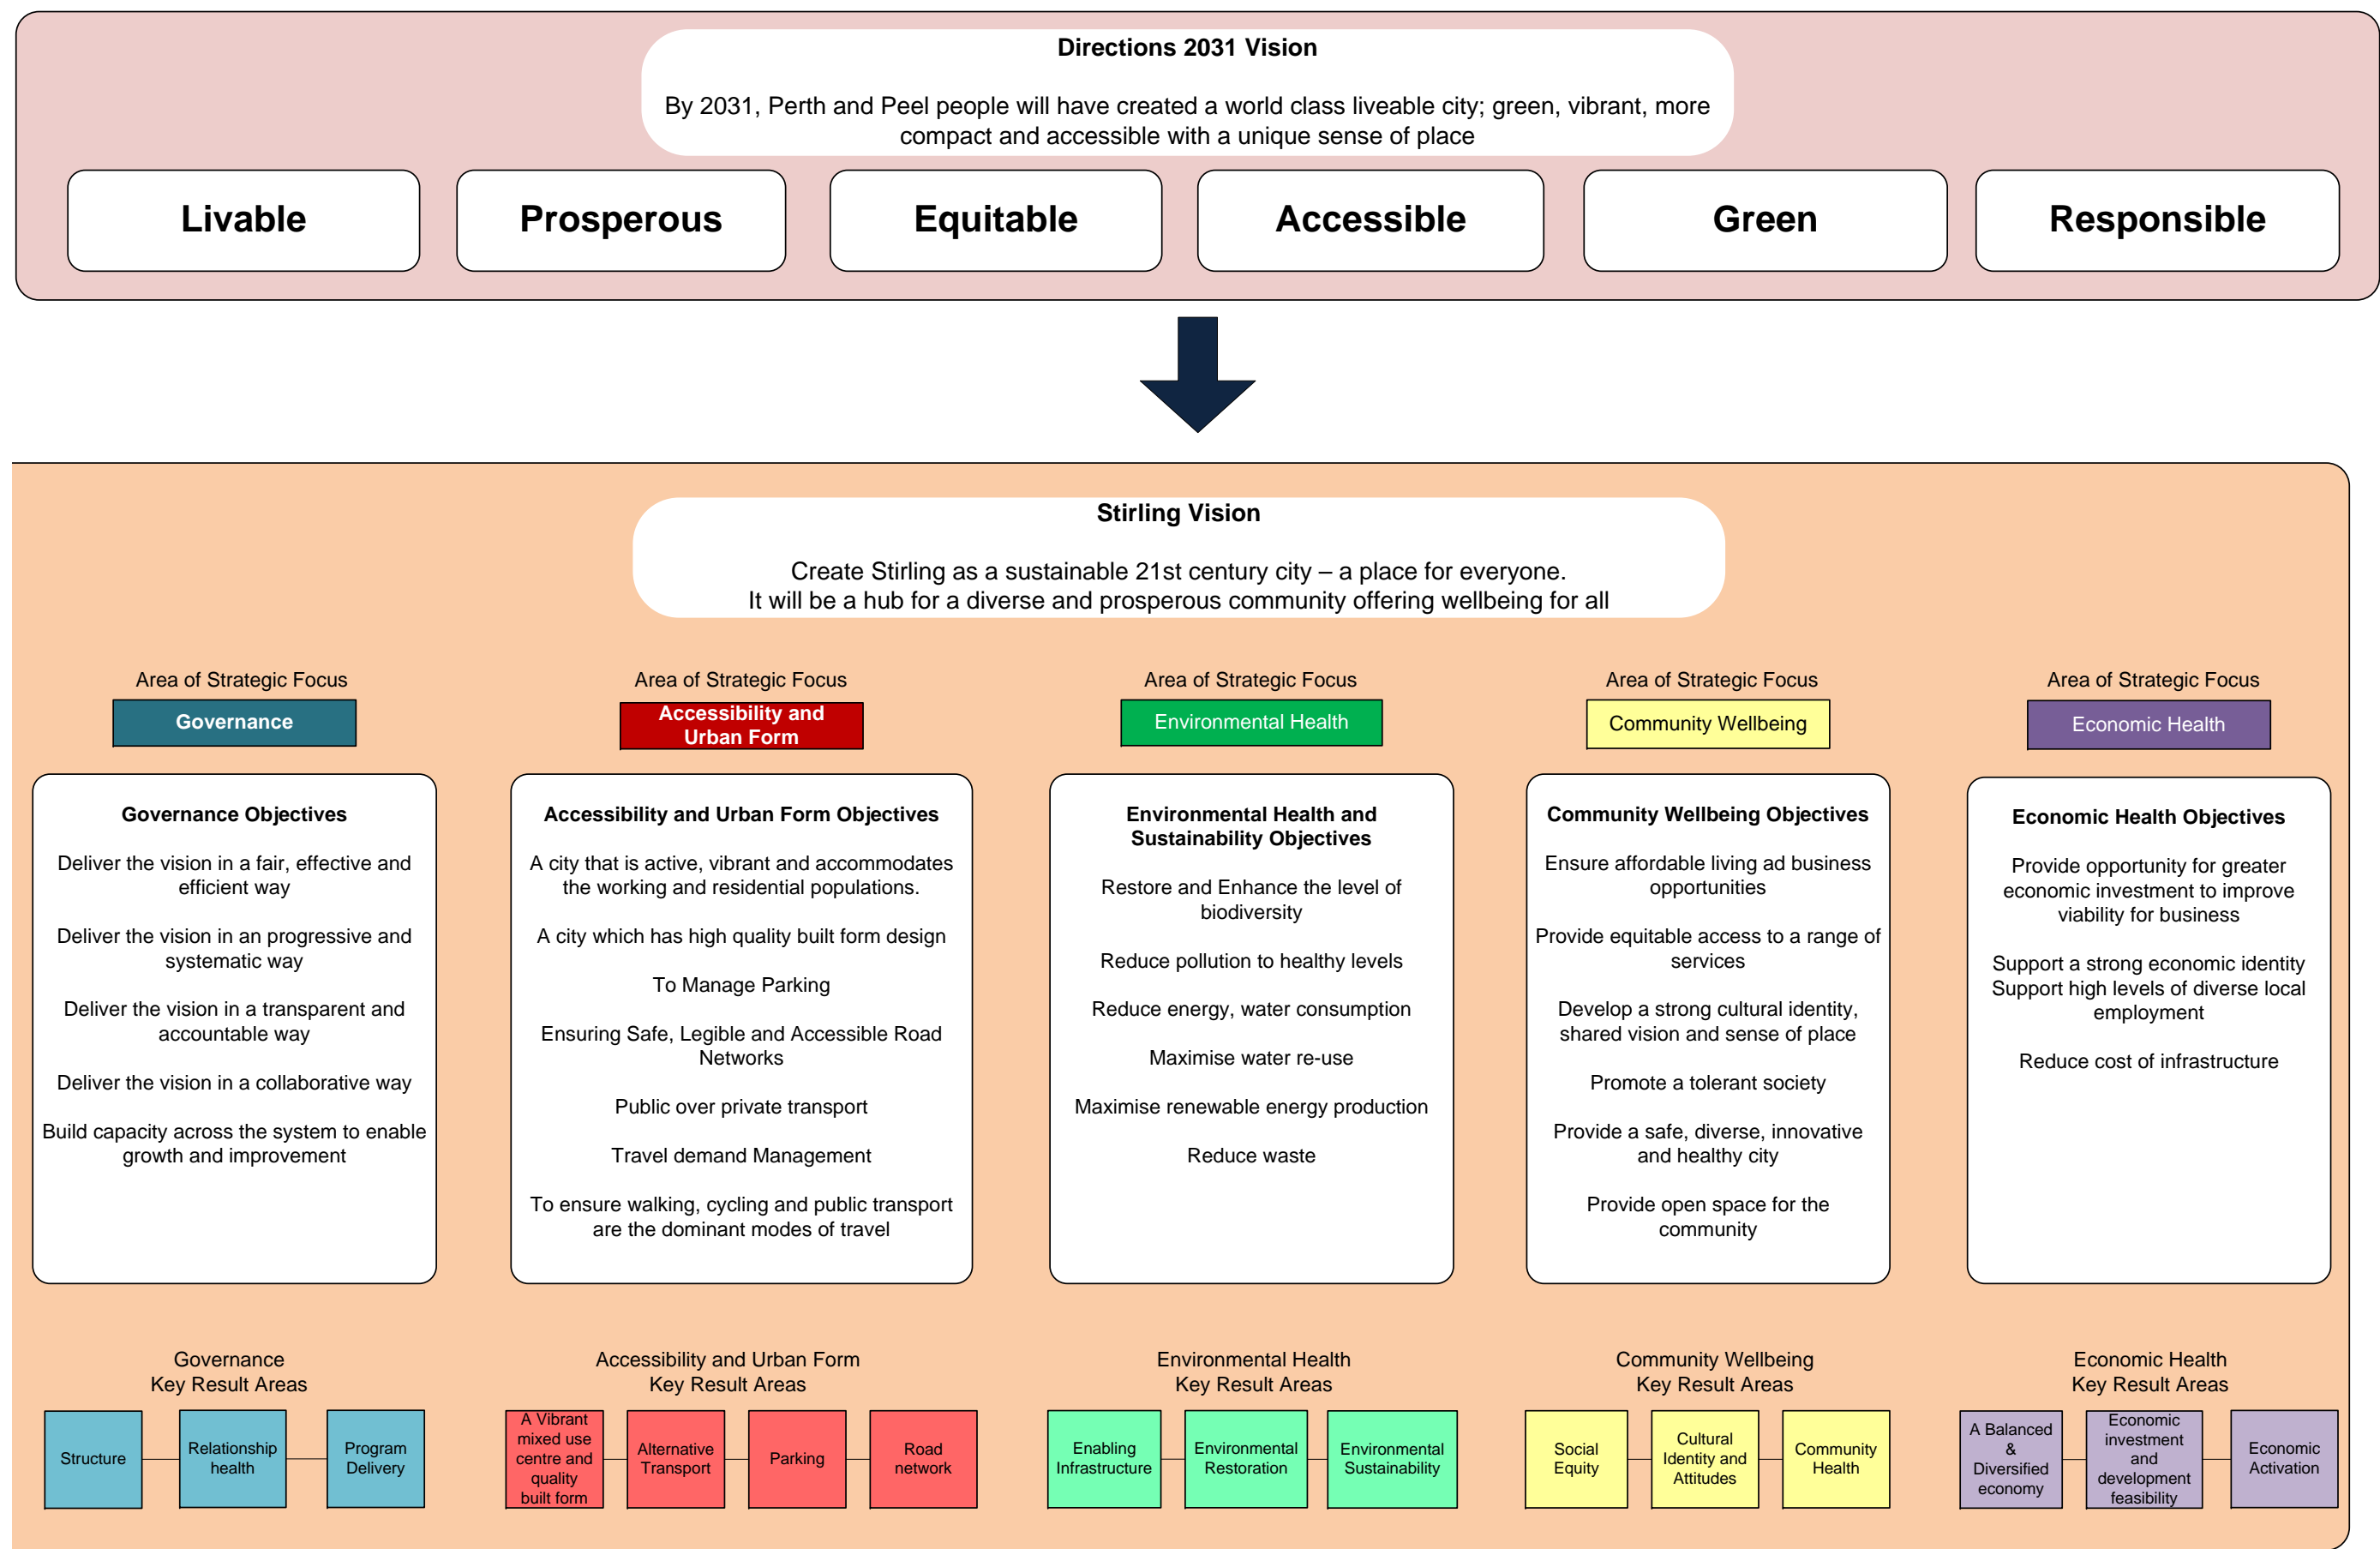 Directions 2031 Vision
By 2031, Perth and Peel people will have created a world class liveable city; green, vibrant, more
compact and accessible with a unique sense of place
Livable
Prosperous
Equitable
Accessible
Green
Responsible
Stirling Vision
Create Stirling as a sustainable 21st century city – a place for everyone.
It will be a hub for a diverse and prosperous community offering wellbeing for all
Area of Strategic Focus
Governance
Area of Strategic Focus
Accessibility and
Urban Form
Area of Strategic Focus
Environmental Health
Area of Strategic Focus
Community Wellbeing
Area of Strategic Focus
Economic Health
Governance Objectives
Deliver the vision in a fair, effective and
efficient way
Deliver the vision in an progressive and
systematic way
Deliver the vision in a transparent and
accountable way
Deliver the vision in a collaborative way
Build capacity across the system to enable
growth and improvement
Accessibility and Urban Form Objectives
A city that is active, vibrant and accommodates
the working and residential populations.
A city which has high quality built form design
To Manage Parking
Ensuring Safe, Legible and Accessible Road
Networks
Public over private transport
Travel demand Management
To ensure walking, cycling and public transport
are the dominant modes of travel
Environmental Health and
Sustainability Objectives
Restore and Enhance the level of
biodiversity
Reduce pollution to healthy levels
Reduce energy, water consumption
Maximise water re-use
Maximise renewable energy production
Reduce waste
Community Wellbeing Objectives
Ensure affordable living ad business
opportunities
Provide equitable access to a range of
services
Develop a strong cultural identity,
shared vision and sense of place
Promote a tolerant society
Provide a safe, diverse, innovative
and healthy city
Provide open space for the
community
Economic Health Objectives
Provide opportunity for greater
economic investment to improve
viability for business
Support a strong economic identity
Support high levels of diverse local
employment
Reduce cost of infrastructure
Governance
Key Result Areas
Structure
Relationship
health
Program
Delivery
Accessibility and Urban Form
Key Result Areas
A Vibrant
mixed use
centre and
quality
built form
Alternative
Transport
Parking
Road
network
Environmental Health
Key Result Areas
Enabling
Infrastructure
Environmental
Restoration
Environmental
Sustainability
Community Wellbeing
Key Result Areas
Social
Equity
Cultural
Identity and
Attitudes
Community
Health
Economic Health
Key Result Areas
A Balanced
&
Diversified
economy
Economic
investment
and
development
feasibility
Economic
Activation